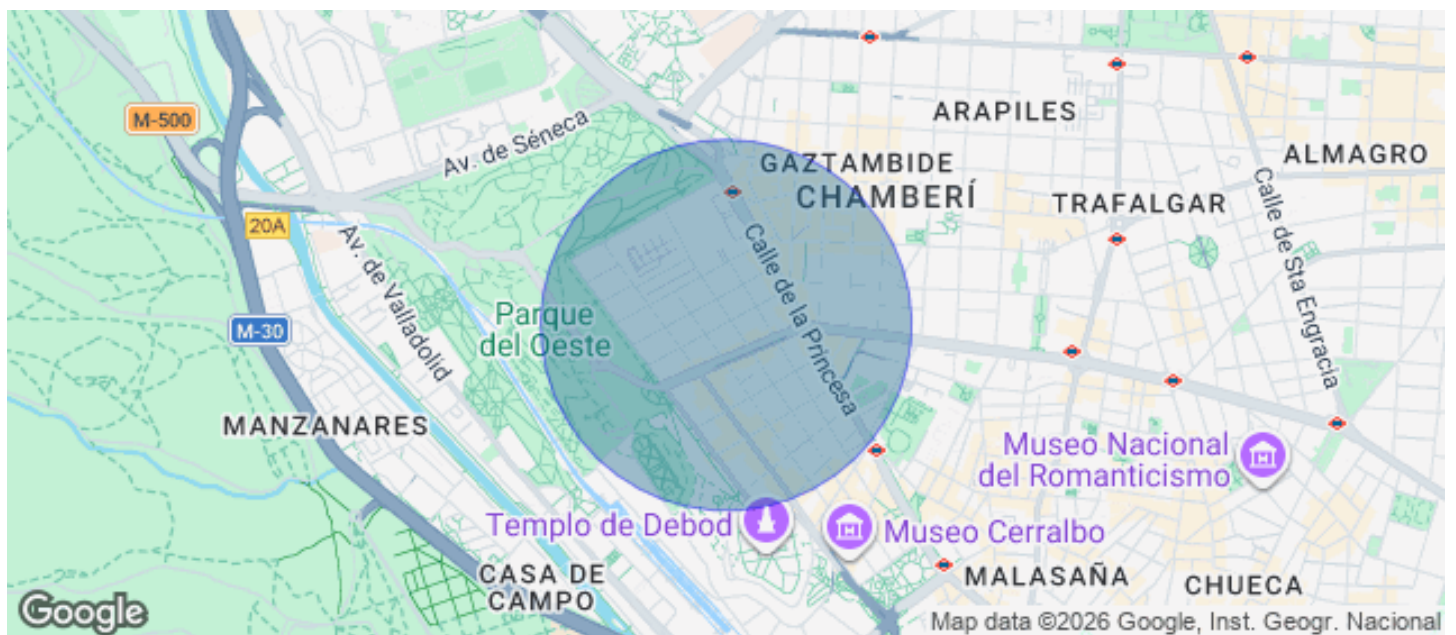 M-500
Av. de Séneca
ARAPILES
GAZTAMBIDE
CHAMBERÍ
ALMAGRO
TRAFALGAR
Calle de Sta Engracia
20A
Av. de Valladolid
Calle de la Princesa
M-30
Parque
del Oeste
MANZANARES
Museo Nacional
del Romanticismo
Templo de Debod
Museo Cerralbo
CASA DE
CAMPO
MALASAÑA
CHUECA
Google
Map data ©2026 Google, Inst. Geogr. Nacional